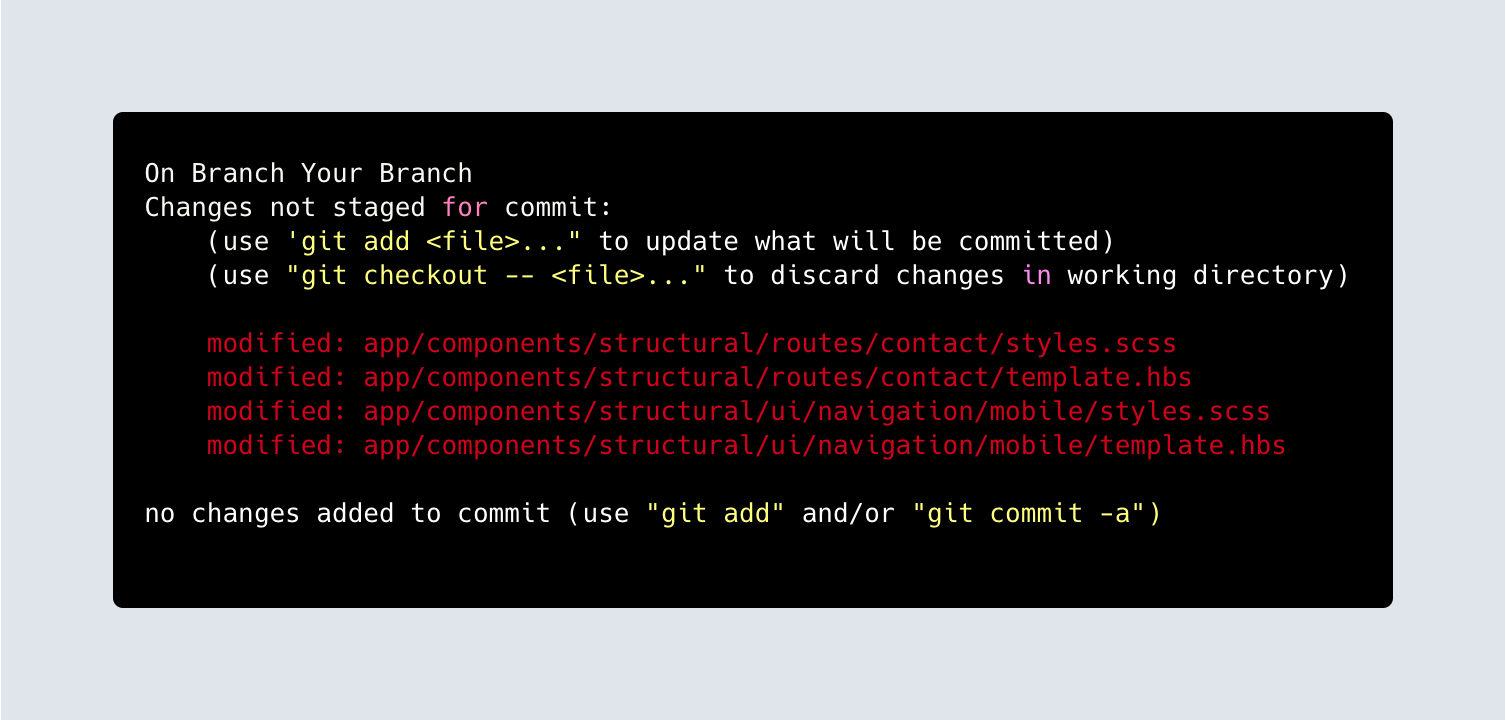 On Branch Your Branch
Changes not staged for commit:
(use 'git add <file>..." to update what will be committed)
(use "git checkout -- <file>..." to discard changes in working directory)
modified: app/components/structural/routes/contact/styles.scss
modified: app/components/structural/routes/contact/template.hbs
modified: app/components/structural/ui/navigation/mobile/styles.scss
modified: app/components/structural/ui/navigation/mobile/template.hbs
no changes added to commit (use "git add" and/or "git commit -a")